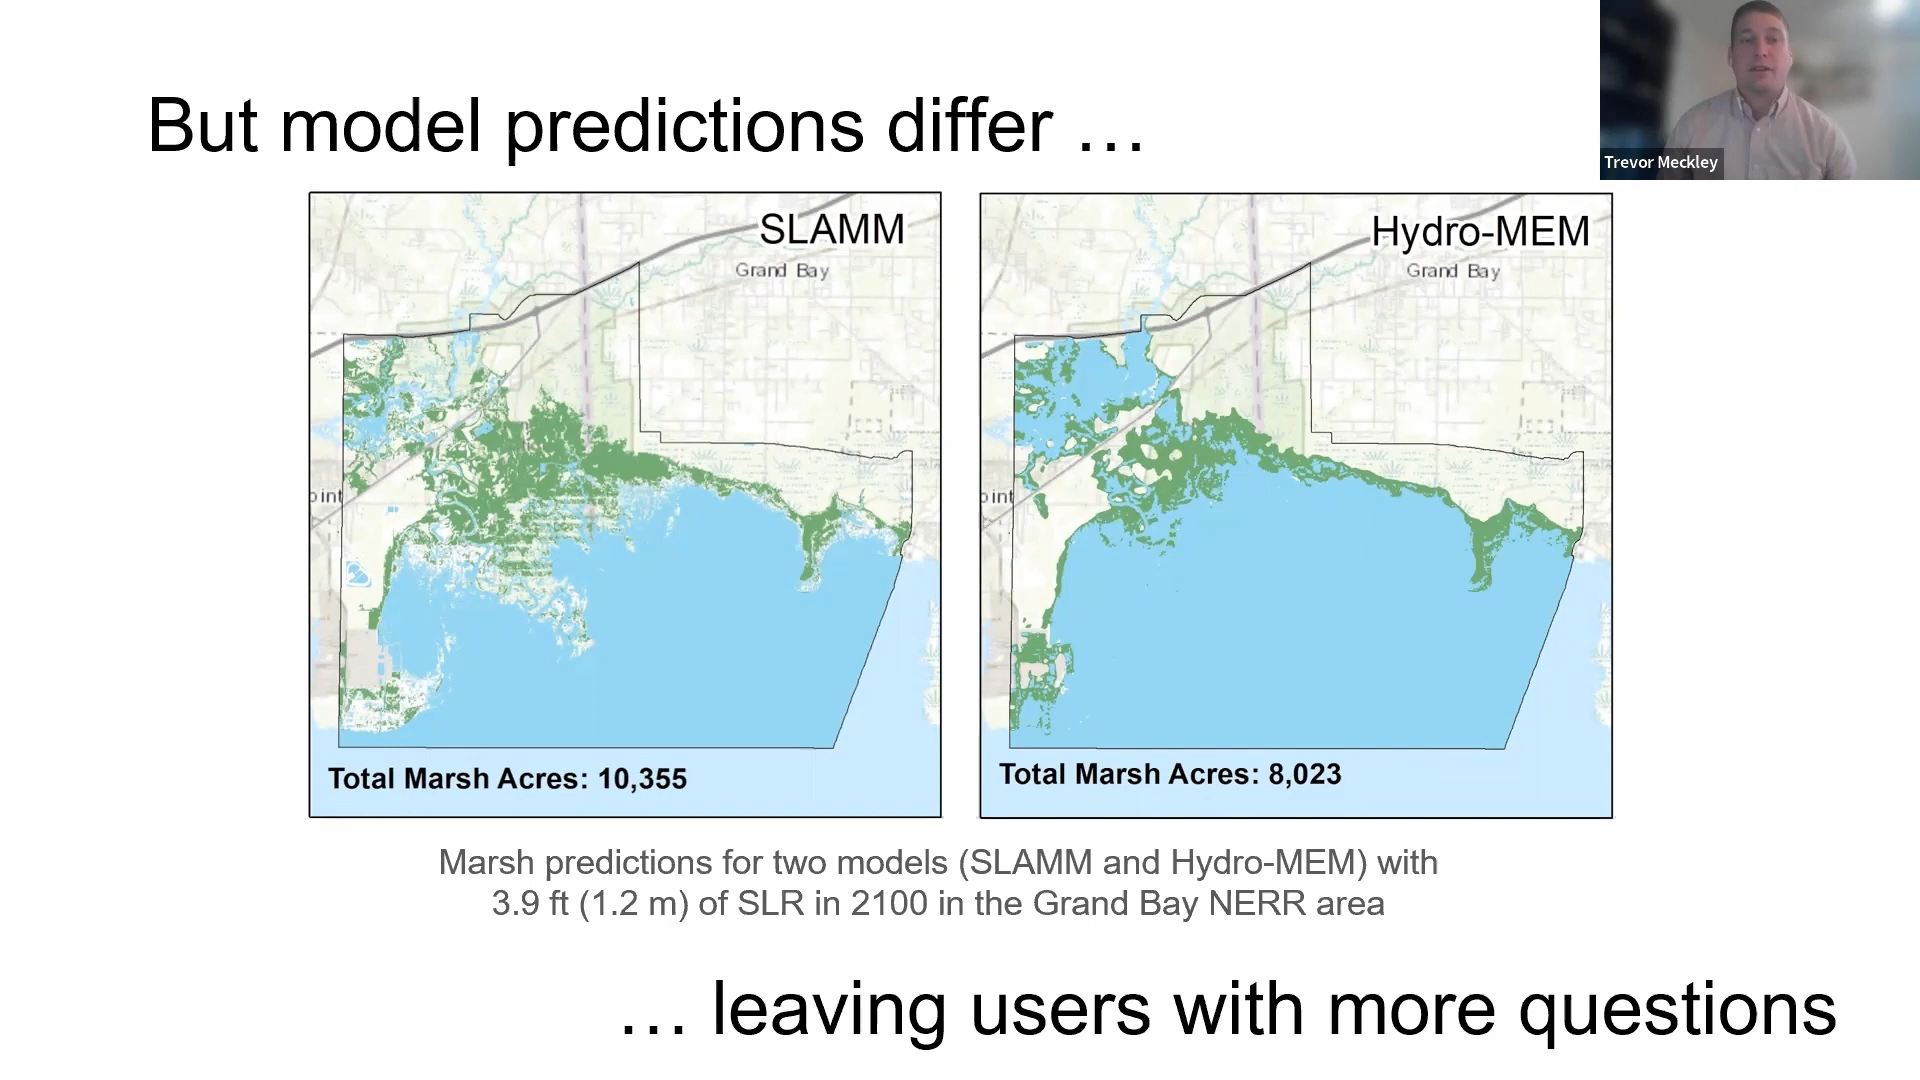 But model predictions differ …
Trevor Meckley
SLAMM
Grand Bay
oint
Total Marsh Acres: 10,355
Hydro-MEM
Grand Bay
oint
Total Marsh Acres: 8,023
Marsh predictions for two models (SLAMM and Hydro-MEM) with
3.9 ft (1.2 m) of SLR in 2100 in the Grand Bay NERR area
… leaving users with more questions